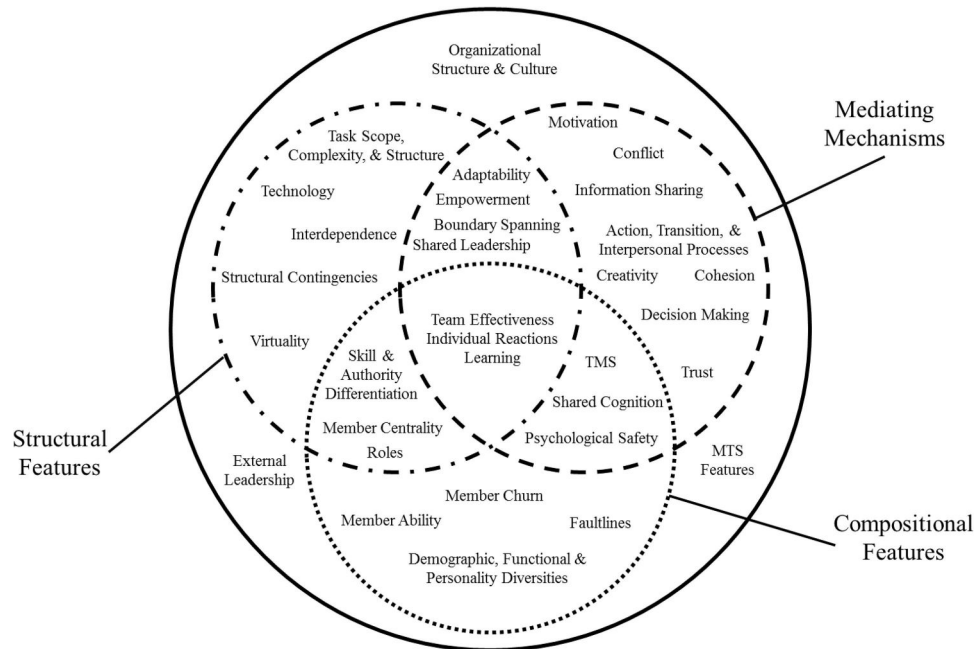 Organizational
Structure & Culture
Mediating
Mechanisms
Motivation
Task Scope,
Complexity, & Structure
Conflict
Adaptability
Technology
Empowerment
Information Sharing
Boundary Spanning
Shared Leadership
Interdependence
Action, Transition, &
Interpersonal Processes
Structural Contingencies
Creativity
Cohesion
Decision Making
Team Effectiveness
Individual Reactions
Learning
Virtuality
Skill &
Authority
Differentiation
TMS
Trust
Shared Cognition
Member Centrality
Roles
Psychological Safety
Structural
Features
External
Leadership
MTS
Features
Member Churn
Member Ability
Faultlines
Compositional
Features
Demographic, Functional &
Personality Diversities